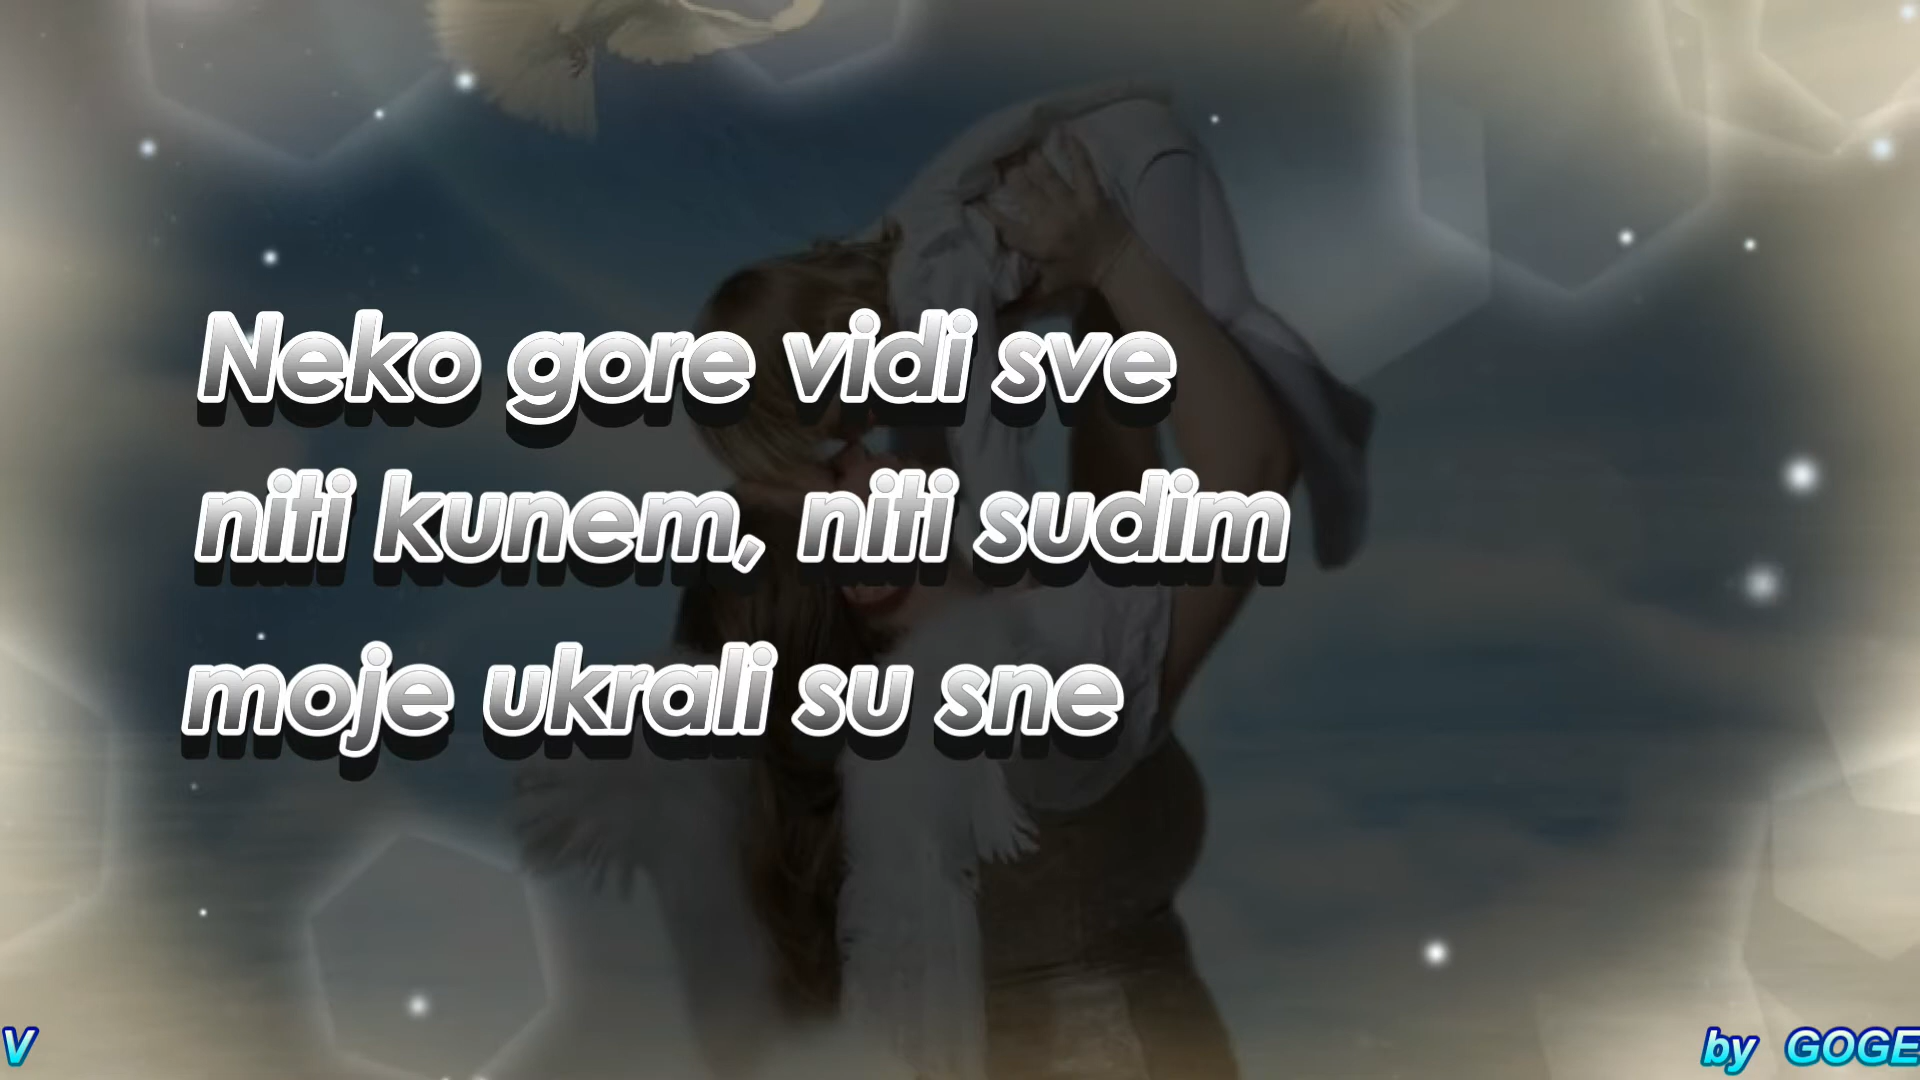 Neko gore vidi sve
niti kunem, niti sudim
moje ukrali su sne
V
by GOGE